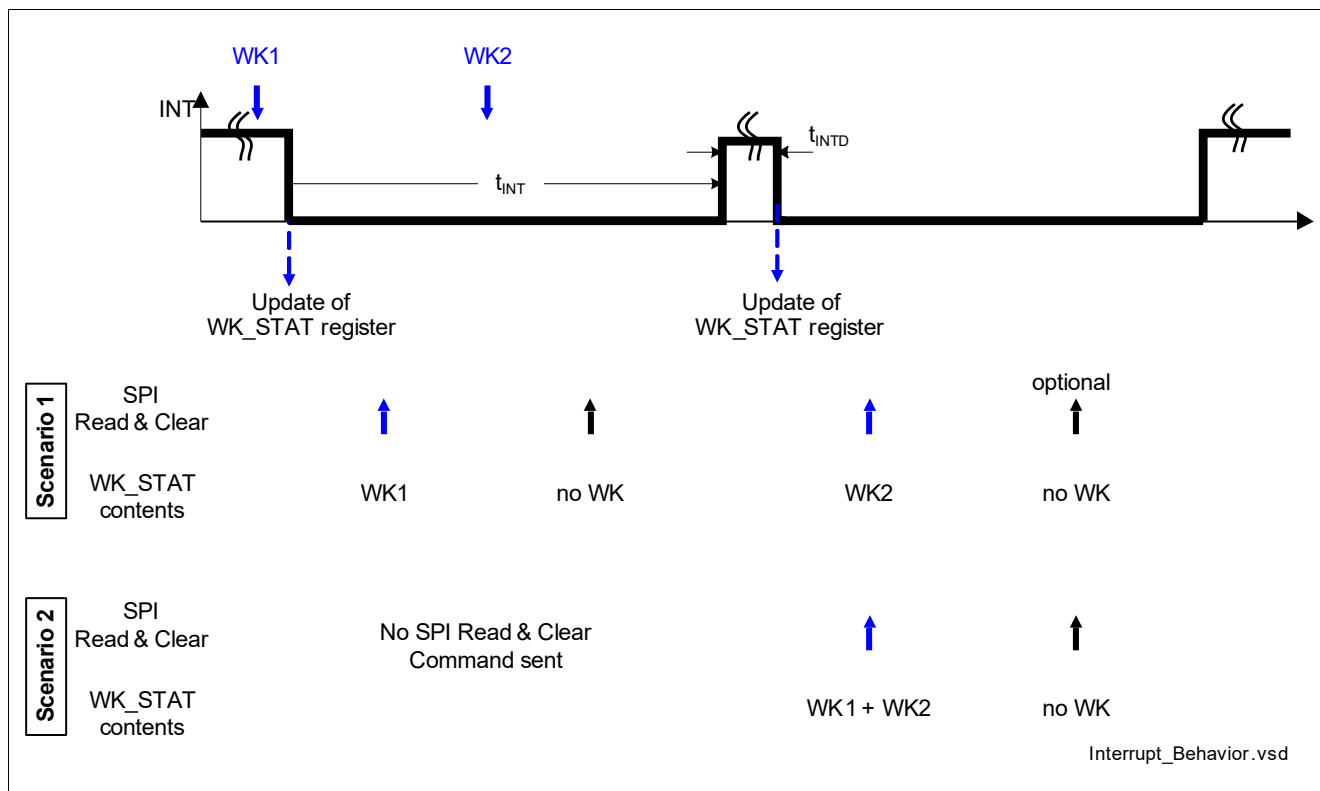 WK1
WK2
INT
tINTD
tINT
Update of
WK_STAT register
Update of
WK_STAT register
Scenario 1
SPI
Read & Clear
optional
WK_STAT
contents
WK1
no WK
WK2
no WK
Scenario 2
SPI
Read & Clear
No SPI Read & Clear
Command sent
WK_STAT
contents
WK1 + WK2
no WK
Interrupt_Behavior.vsd